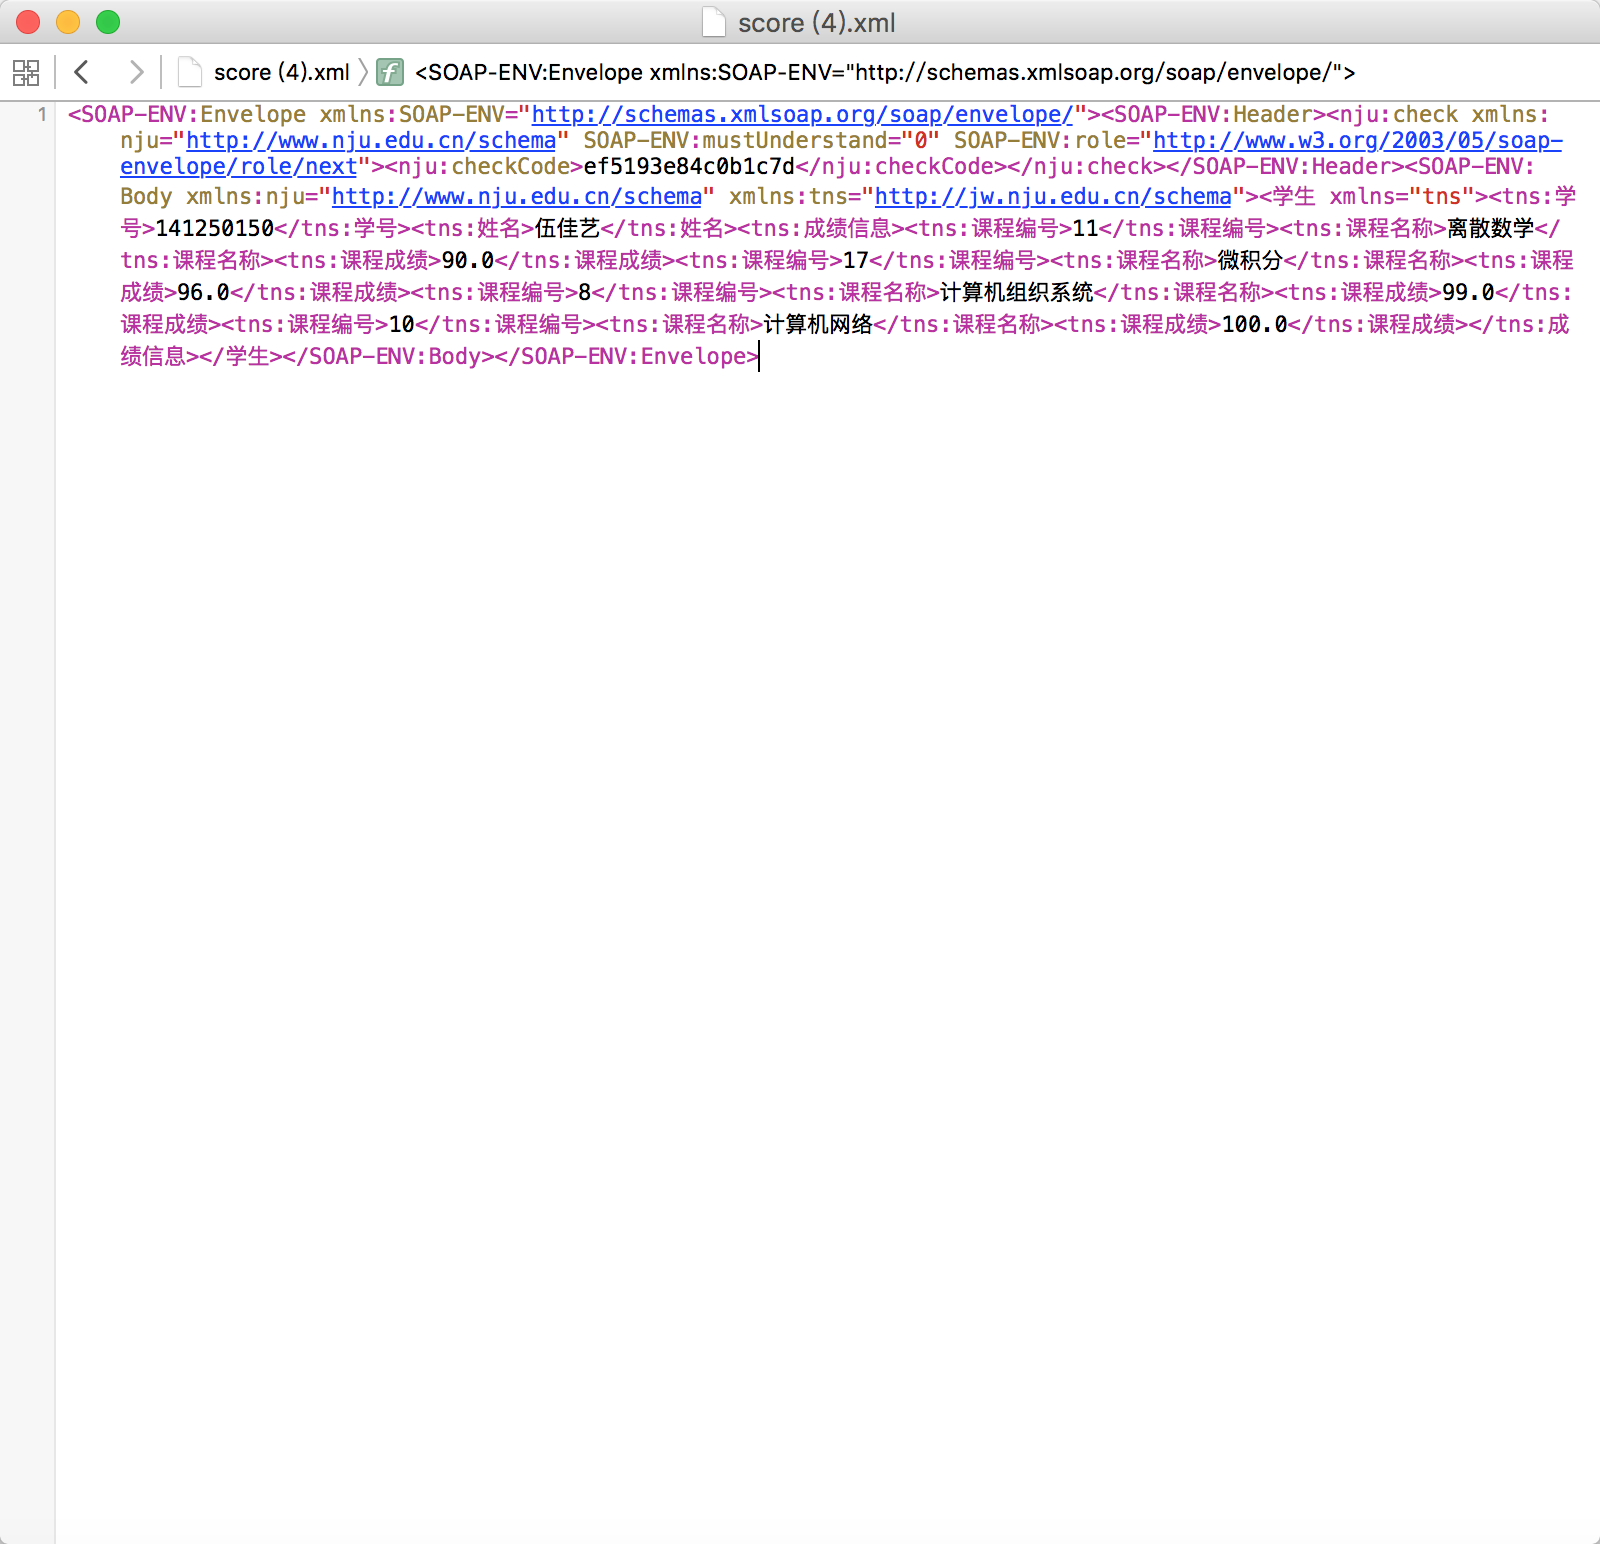 score (4).xml
score (4).xml f <SOAP-ENV:Envelope xmlns:SOAP-ENV="http://schemas.xmlsoap.org/soap/envelope/">
1 <SOAP-ENV:Envelope xmlns:SOAP-ENV="http://schemas.xmlsoap.org/soap/envelope/"><SOAP-ENV:Header><nju:check xmlns:
nju="http://www.nju.edu.cn/schema" SOAP-ENV:mustUnderstand="0" SOAP-ENV:role="http://www.w3.org/2003/05/soap-
envelope/role/next"><nju:checkCode>ef5193e84c0b1c7d</nju:checkCode></nju:check></SOAP-ENV:Header><SOAP-ENV:
Body xmlns:nju="http://www.nju.edu.cn/schema" xmlns:tns="http://jw.nju.edu.cn/schema"><学生 xmlns="tns"><tns:学
号>141250150</tns:学号><tns:姓名>伍佳艺</tns:姓名><tns:成绩信息><tns:课程编号>11</tns:课程编号><tns:课程名称>离散数学</
tns:课程名称><tns:课程成绩>90.0</tns:课程成绩><tns:课程编号>17</tns:课程编号><tns:课程名称>微积分</tns:课程名称><tns:课程
成绩>96.0</tns:课程成绩><tns:课程编号>8</tns:课程编号><tns:课程名称>计算机组织系统</tns:课程名称><tns:课程成绩>99.0</tns:
课程成绩><tns:课程编号>10</tns:课程编号><tns:课程名称>计算机网络</tns:课程名称><tns:课程成绩>100.0</tns:课程成绩></tns:成
绩信息></学生></SOAP-ENV:Body></SOAP-ENV:Envelope>